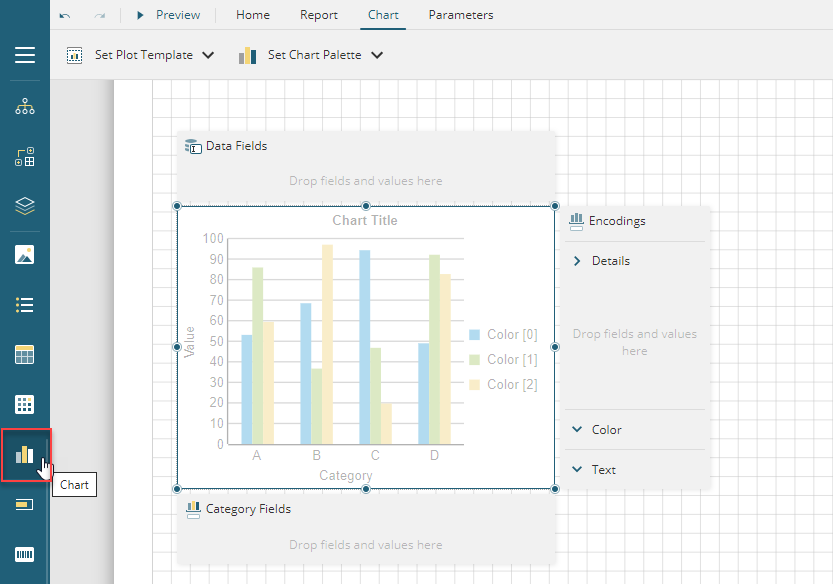 Preview
Home
Report
Chart
Parameters
Set Plot Template
Set Chart Palette
Data Fields
Drop fields and values here
Chart Title
100
90
80
70
60
50
40
30
20
10
0
Value
A
B
C
D
Category
Color [0]
Color [1]
Color [2]
Encodings
Details
Drop fields and values
here
Color
Text
Chart
Category Fields
Drop fields and values here